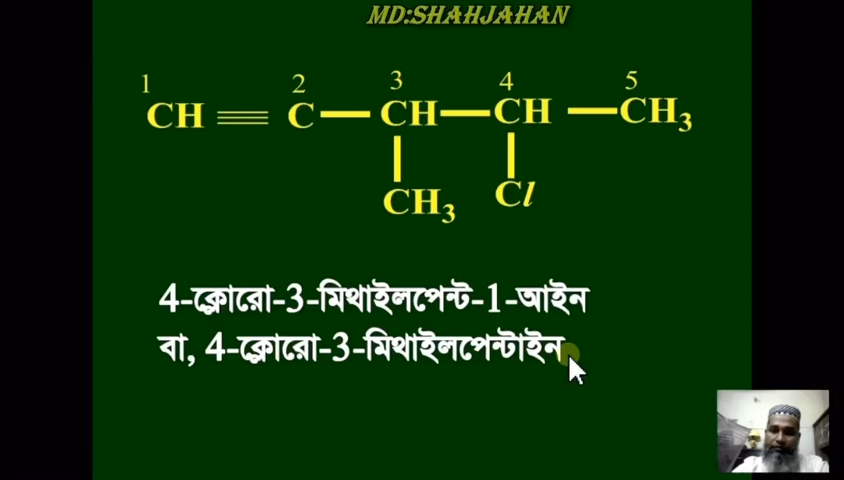 MD:SHAHJAHAN
1 2 3 4 5
CH ≡ C — CH — CH — CH₃
CH₃ Cl
4-ক্লোরো-3-মিথাইলপেন্ট-1-আইন
বা, 4-ক্লোরো-3-মিথাইলপেন্টাইন